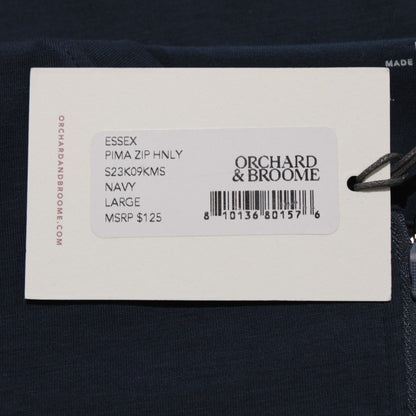 MADE
ORCHARDANDBROOME.COM
ESSEX
PIMA ZIP HNLY
S23K09KMS
NAVY
LARGE
MSRP $125
ORCHARD
& BROOME
8 10136 80157 6